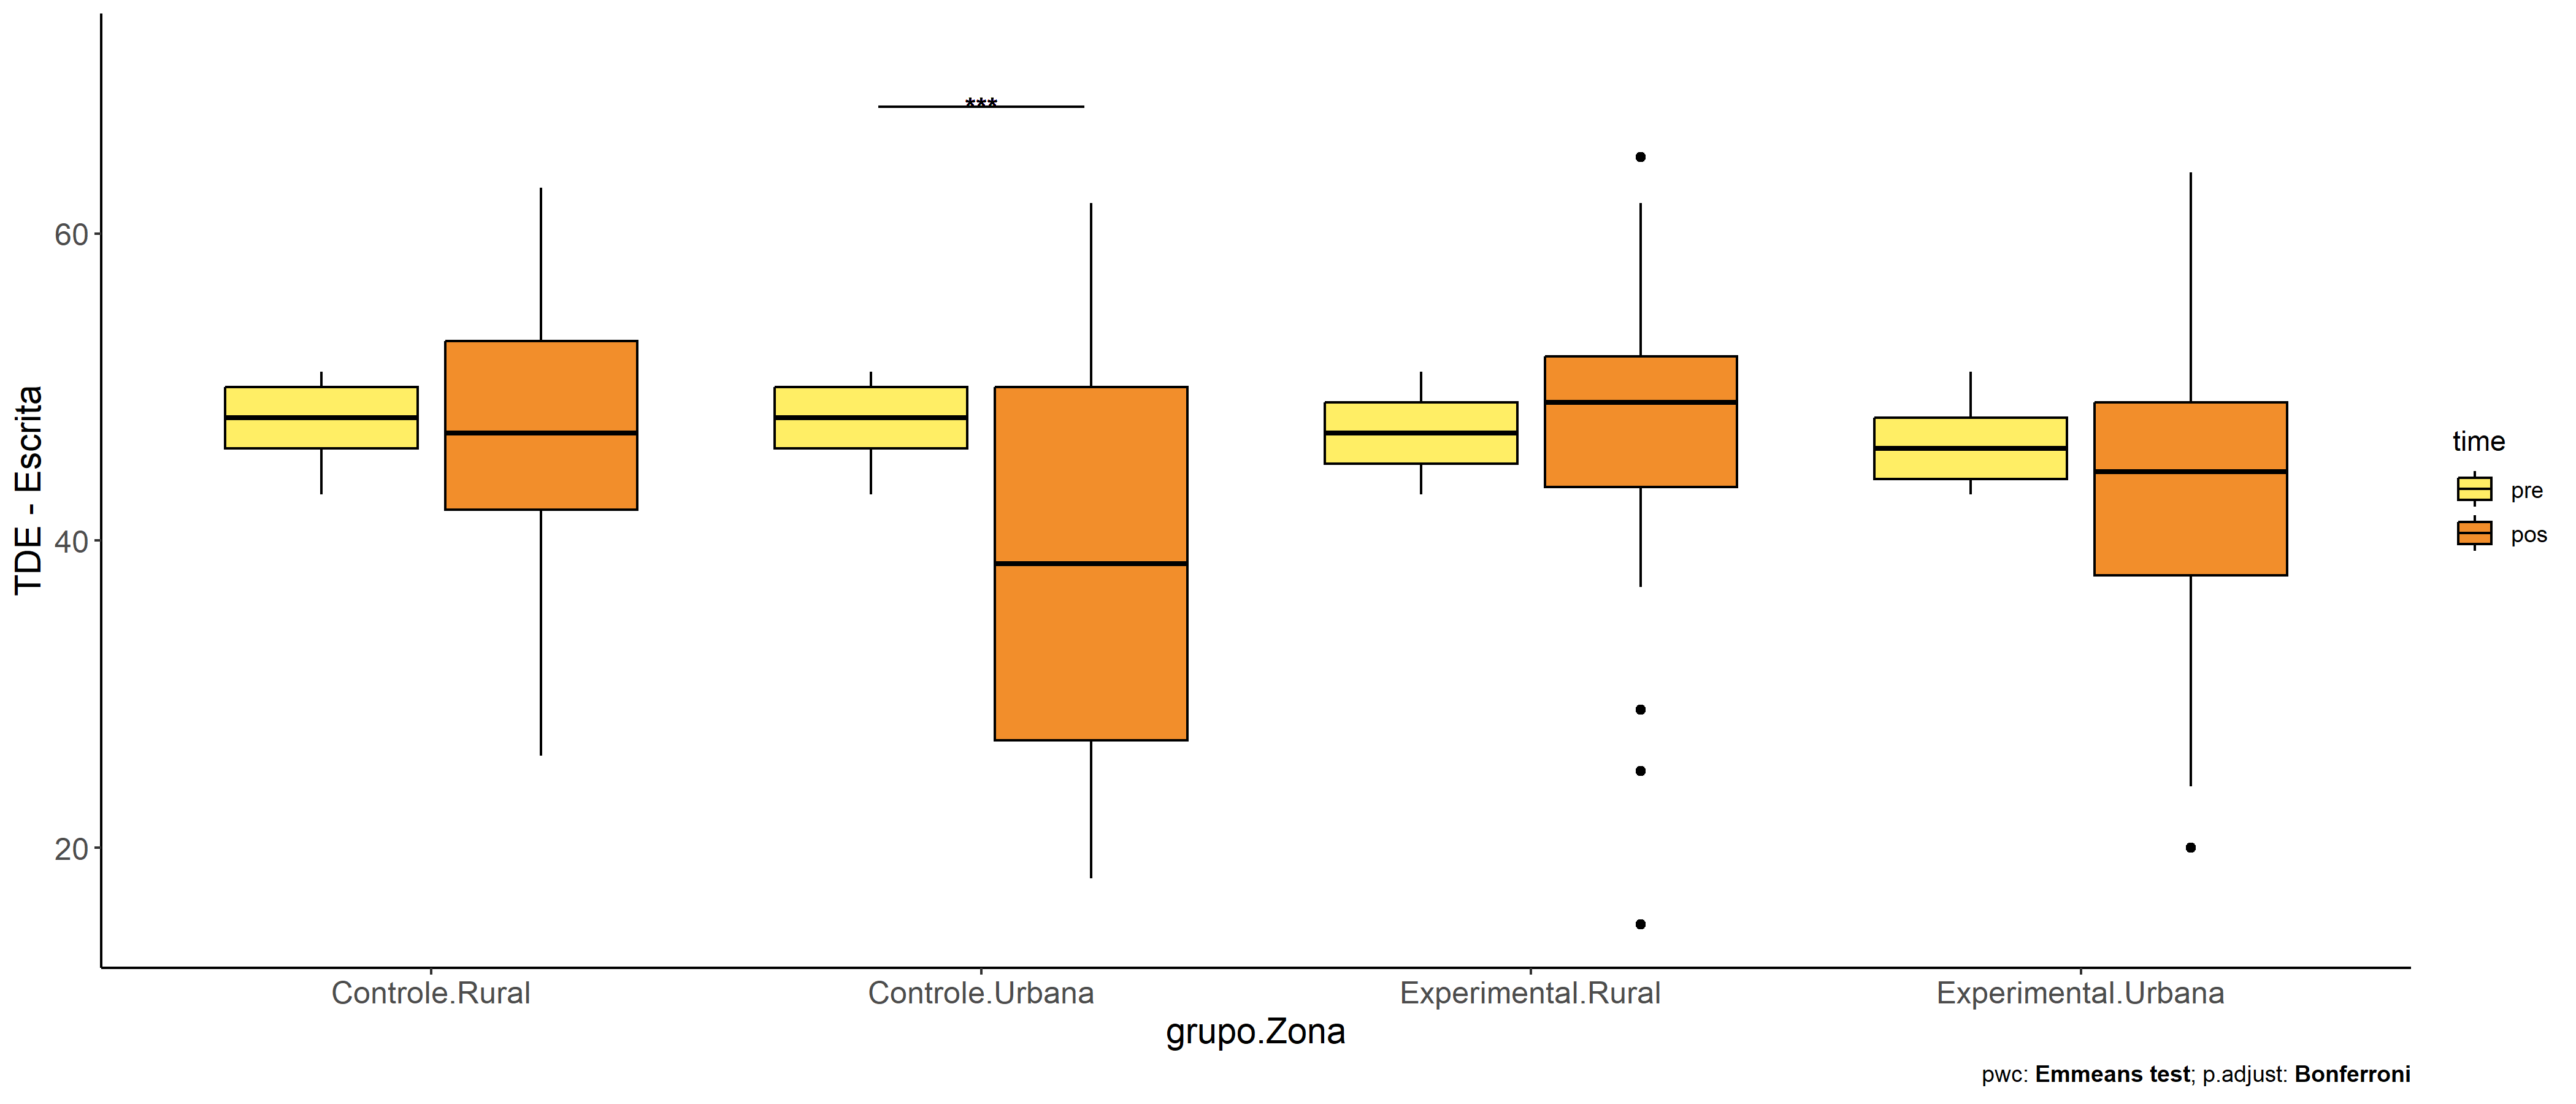 ***
TDE - Escrita
60
40
20
Controle.Rural
Controle.Urbana
Experimental.Rural
Experimental.Urbana
grupo.Zona
time
pre
pos
pwc: Emmeans test; p.adjust: Bonferroni